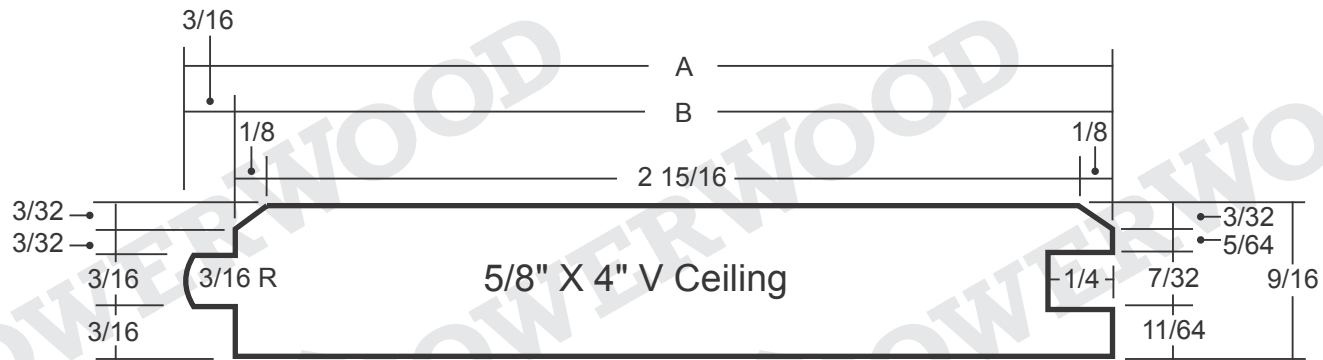 3/16
A
B
1/8
1/8
2 15/16
3/32
3/32
3/32
5/64
3/16
3/16 R
5/8" X 4" V Ceiling
1/4
7/32
9/16
3/16
11/64
POWERWOOD
POWERWOOD
POWERWOOD